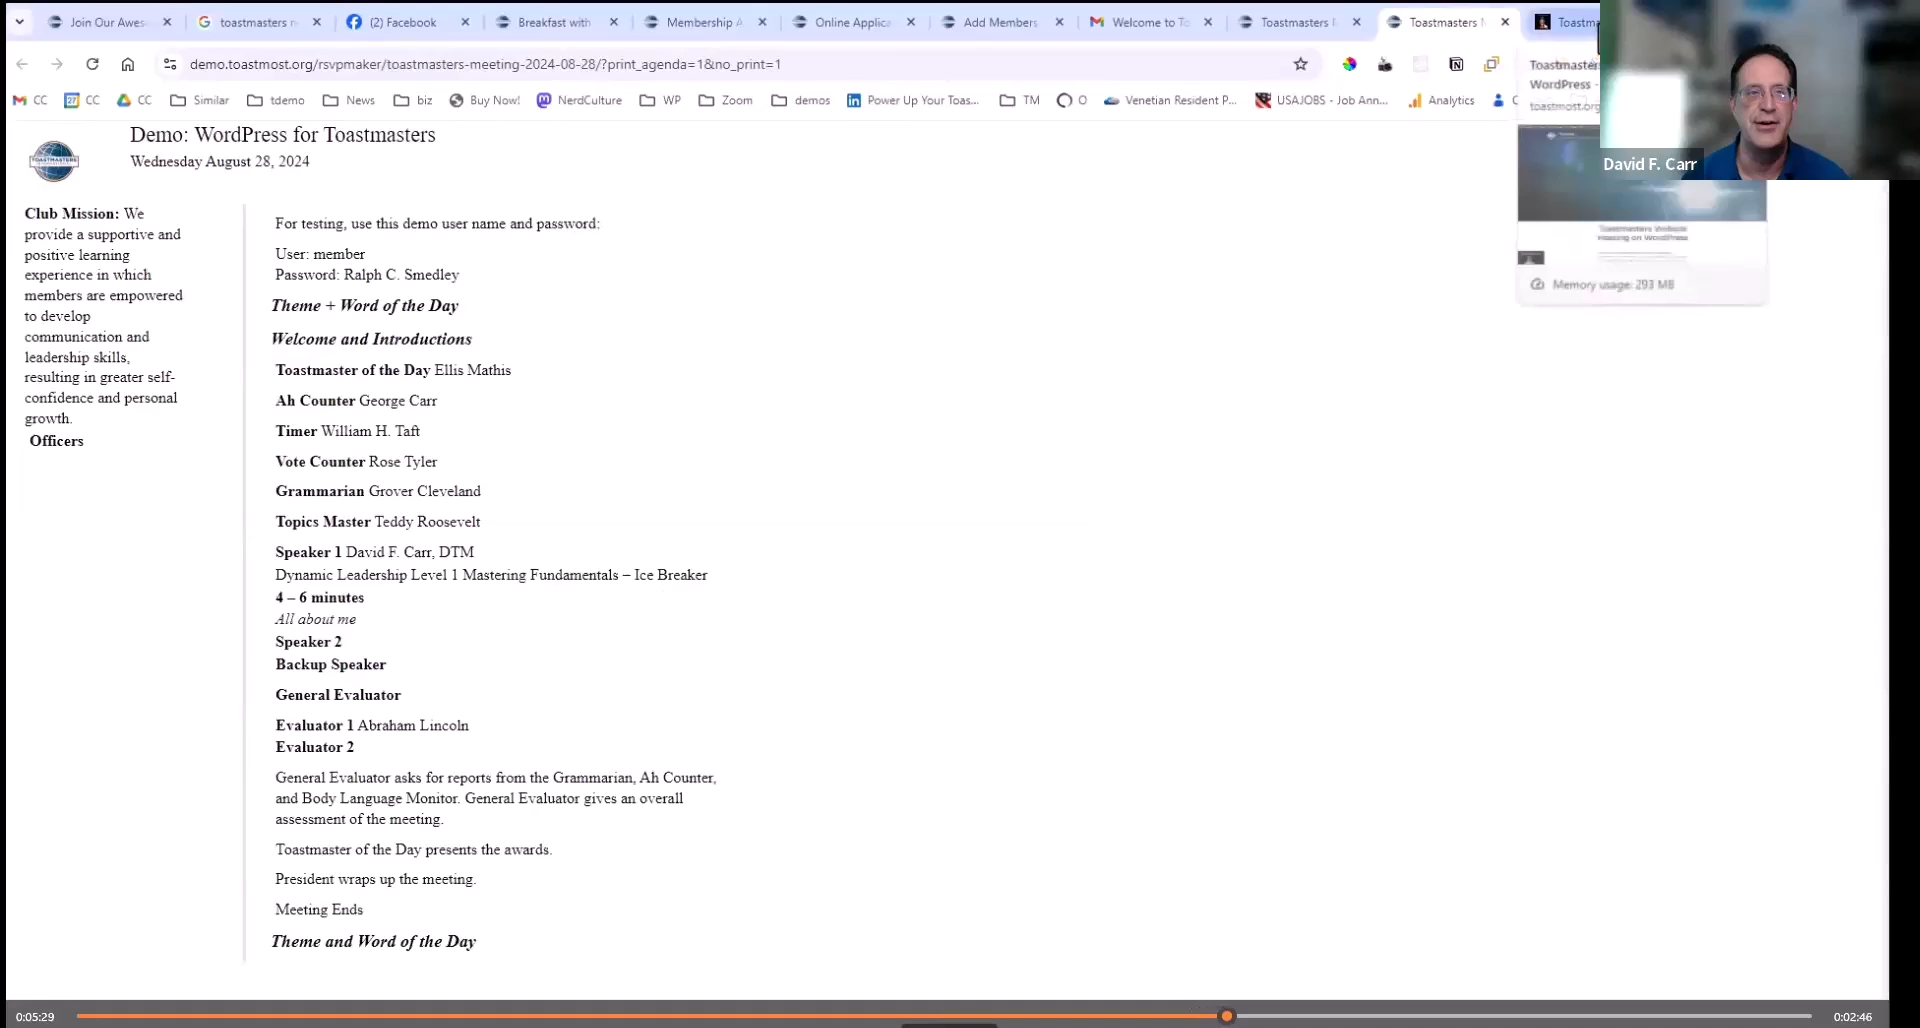 Join Our Awes
toastmasters r
(2) Facebook
Breakfast with
Membership A
Online Applica
Add Members
Welcome to To
Toastmasters
Toastmasters
Toastm
demo.toastmost.org/rsvpmaker/toastmasters-meeting-2024-08-28/?print_agenda=1&no_print=1
CC
CC
CC
Similar
tdemo
News
biz
Buy Now!
NerdCulture
WP
Zoom
demos
Power Up Your Toas...
TM
O
Venetian Resident P...
USAJOBS - Job Ann...
Analytics
Toastmasters
WordPress -
toastmost.org
Memory usage: 293 MB
David F. Carr
TOASTMASTERS
Demo: WordPress for Toastmasters
Wednesday August 28, 2024
Club Mission: We
provide a supportive and
positive learning
experience in which
members are empowered
to develop
communication and
leadership skills,
resulting in greater self-
confidence and personal
growth.
Officers
For testing, use this demo user name and password:
User: member
Password: Ralph C. Smedley
Theme + Word of the Day
Welcome and Introductions
Toastmaster of the Day Ellis Mathis
Ah Counter George Carr
Timer William H. Taft
Vote Counter Rose Tyler
Grammarian Grover Cleveland
Topics Master Teddy Roosevelt
Speaker 1 David F. Carr, DTM
Dynamic Leadership Level 1 Mastering Fundamentals – Ice Breaker
4 – 6 minutes
All about me
Speaker 2
Backup Speaker
General Evaluator
Evaluator 1 Abraham Lincoln
Evaluator 2
General Evaluator asks for reports from the Grammarian, Ah Counter,
and Body Language Monitor. General Evaluator gives an overall
assessment of the meeting.
Toastmaster of the Day presents the awards.
President wraps up the meeting.
Meeting Ends
Theme and Word of the Day
0:05:29
0:02:46